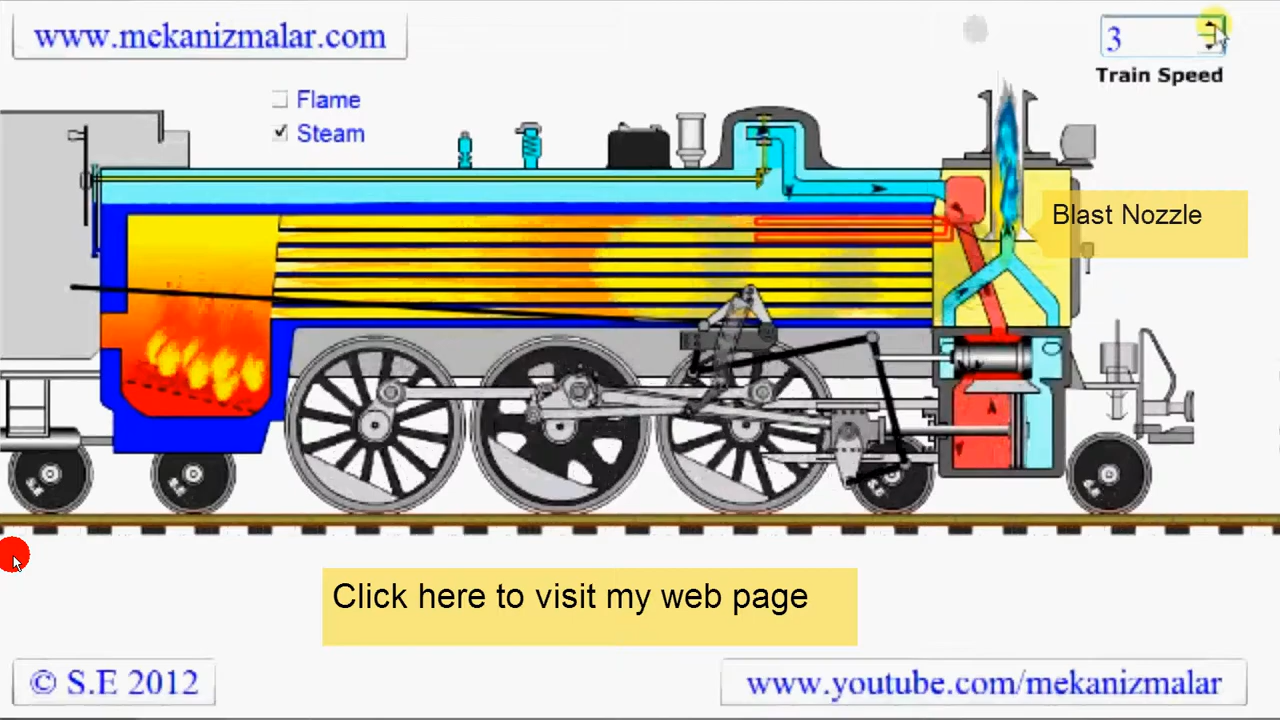 www.mekanizmalar.com
3
Train Speed
Flame
Steam
Blast Nozzle
Click here to visit my web page
© S.E 2012
www.youtube.com/mekanizmalar